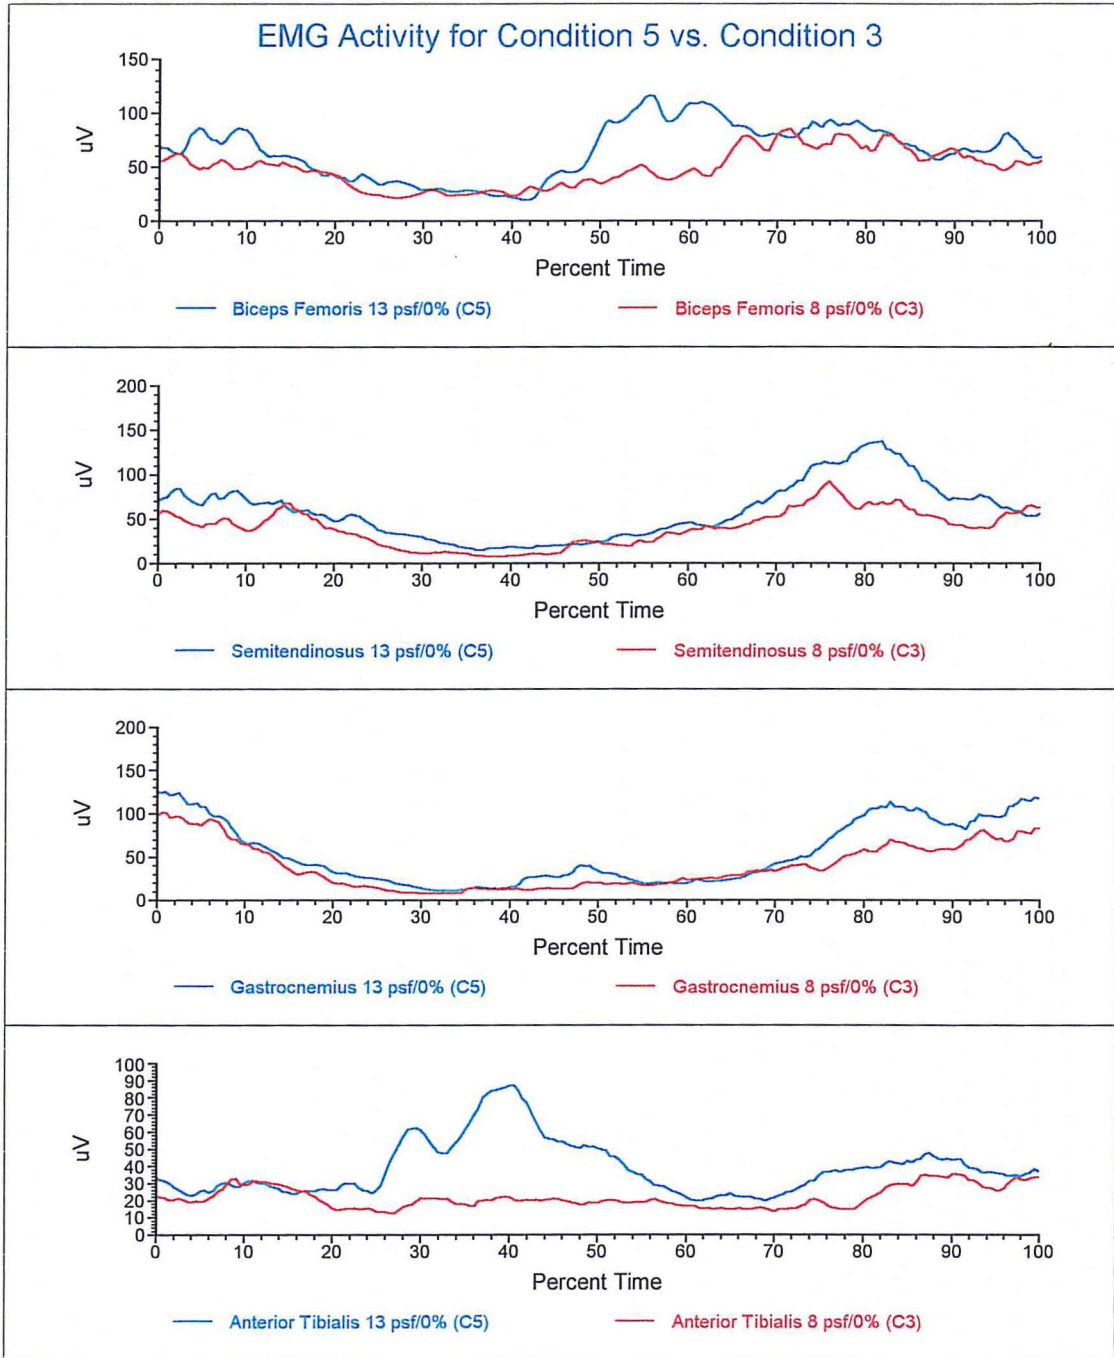 EMG Activity for Condition 5 vs. Condition 3
150
100
50
0
uV
0 10 20 30 40 50 60 70 80 90 100
Percent Time
Biceps Femoris 13 psf/0% (C5) Biceps Femoris 8 psf/0% (C3)
200
150
100
50
0
uV
0 10 20 30 40 50 60 70 80 90 100
Percent Time
Semitendinosus 13 psf/0% (C5) Semitendinosus 8 psf/0% (C3)
200
150
100
50
0
uV
0 10 20 30 40 50 60 70 80 90 100
Percent Time
Gastrocnemius 13 psf/0% (C5) Gastrocnemius 8 psf/0% (C3)
100
90
80
70
60
50
40
30
20
10
0
uV
0 10 20 30 40 50 60 70 80 90 100
Percent Time
Anterior Tibialis 13 psf/0% (C5) Anterior Tibialis 8 psf/0% (C3)